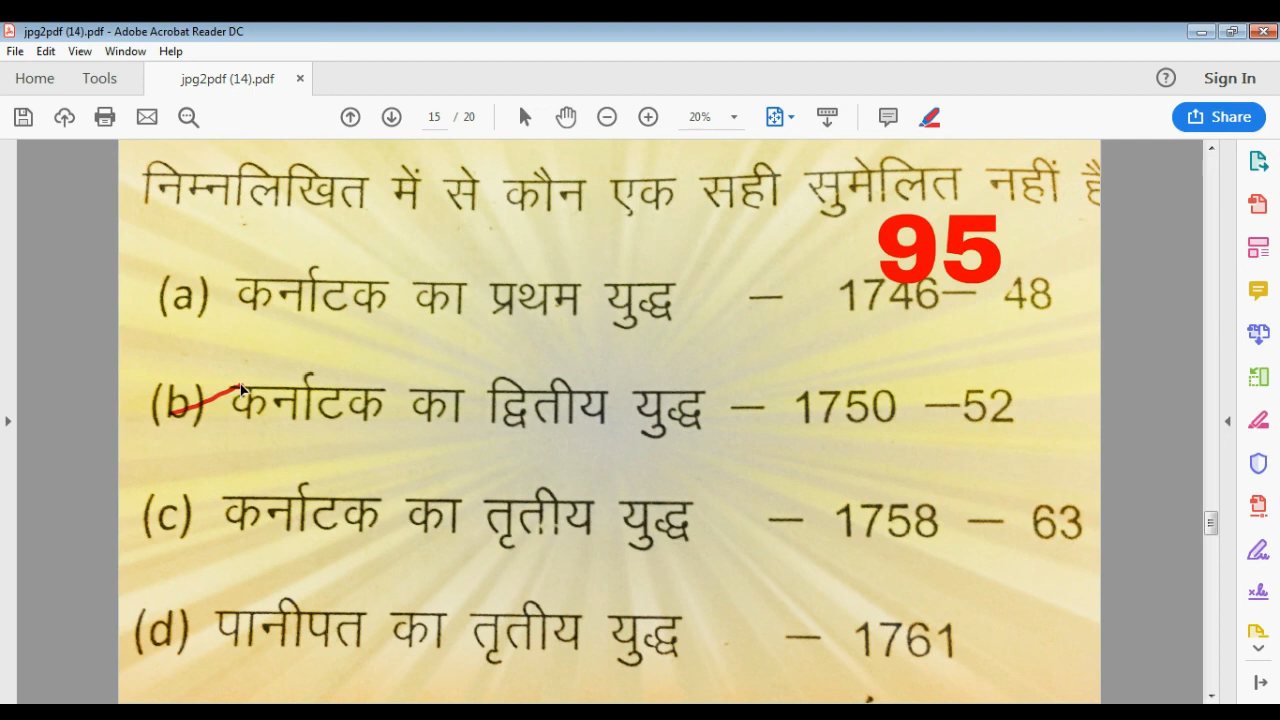 jpg2pdf (14).pdf - Adobe Acrobat Reader DC
File Edit View Window Help
Home Tools jpg2pdf (14).pdf × Sign In
15 / 20 20% Share
निम्नलिखित में से कौन एक सही सुमेलित नहीं है
95
(a) कर्नाटक का प्रथम युद्ध – 1746– 48
(b) कर्नाटक का द्वितीय युद्ध – 1750 –52
(c) कर्नाटक का तृतीय युद्ध – 1758 – 63
(d) पानीपत का तृतीय युद्ध – 1761